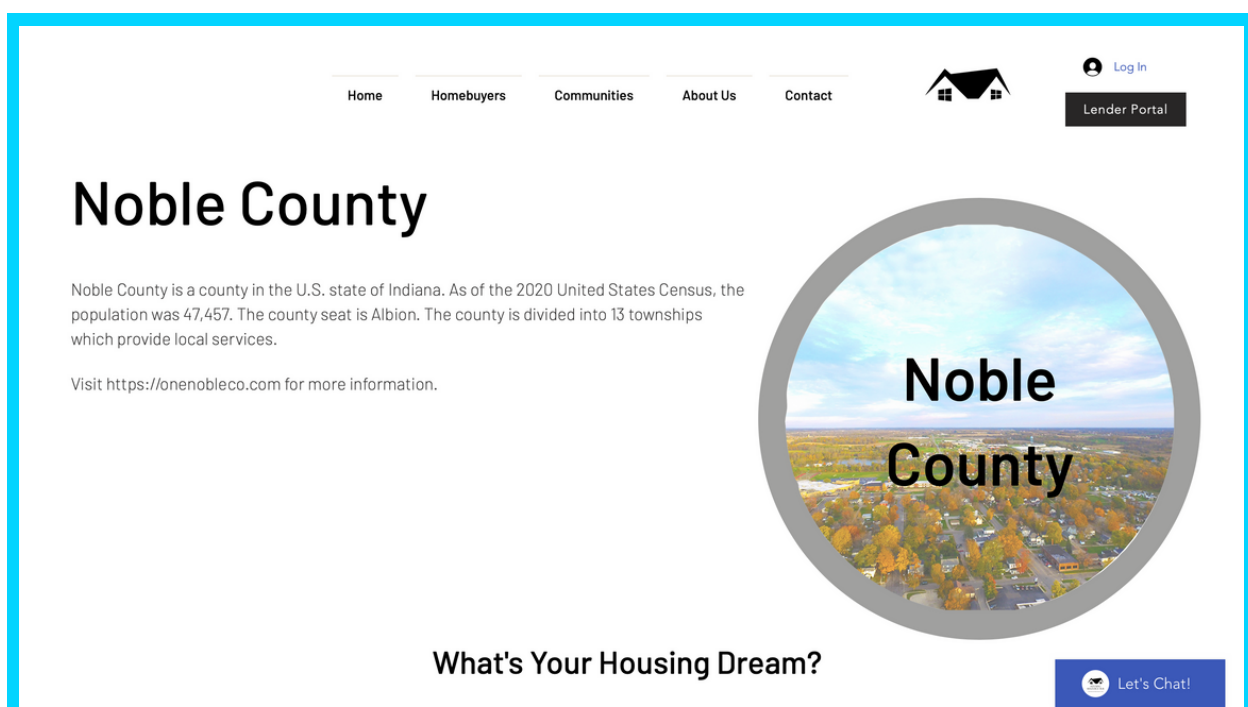 Home Homebuyers Communities About Us Contact
Log In
Lender Portal
Noble County
Noble County is a county in the U.S. state of Indiana. As of the 2020 United States Census, the
population was 47,457. The county seat is Albion. The county is divided into 13 townships
which provide local services.
Visit https://onenobleco.com for more information.
Noble
County
What's Your Housing Dream?
Let's Chat!